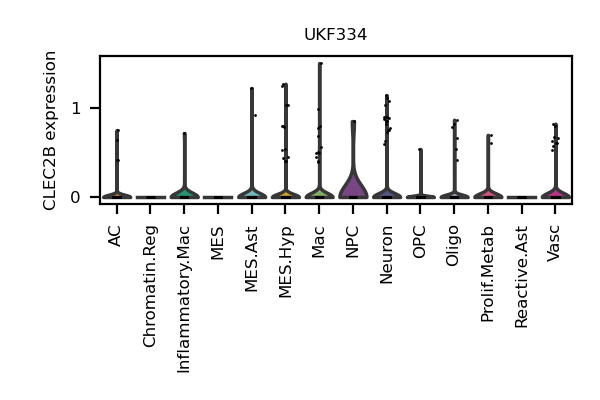 UKF334
CLEC2B expression
1
0
AC
Chromatin.Reg
Inflammatory.Mac
MES
MES.Ast
MES.Hyp
Mac
NPC
Neuron
OPC
Oligo
Prolif.Metab
Reactive.Ast
Vasc